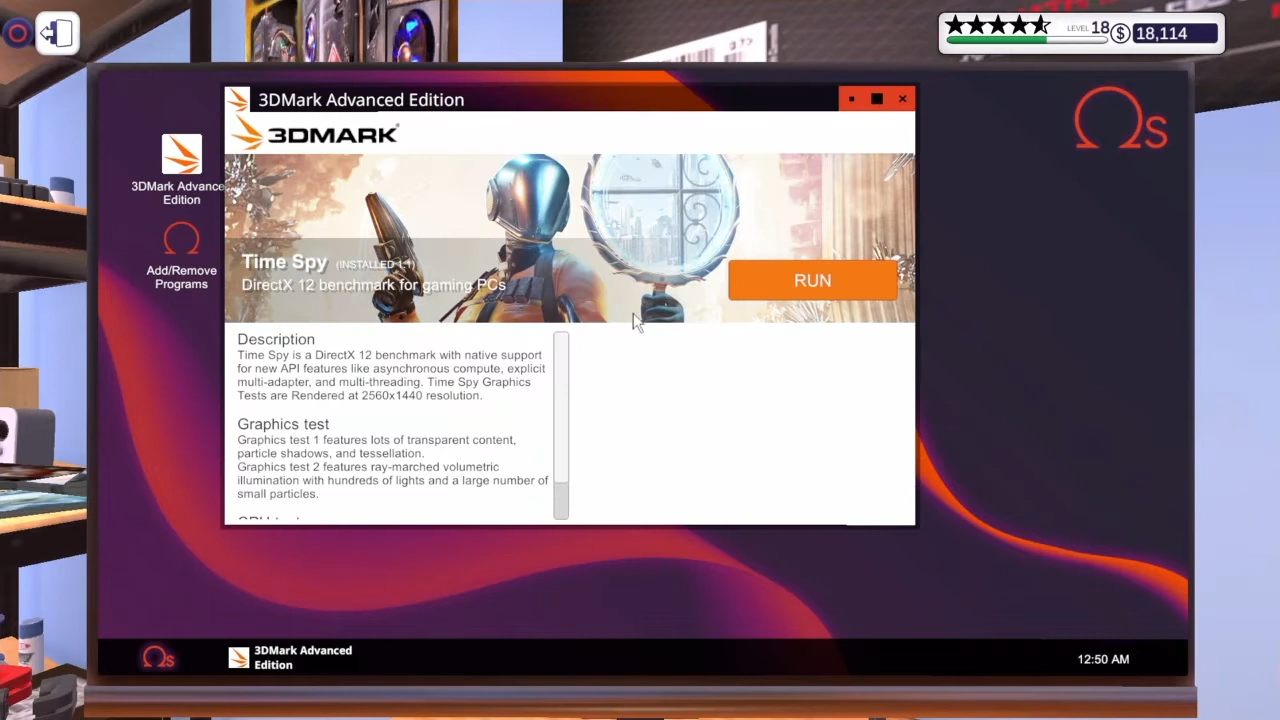 LEVEL 18 $ 18,114
3DMark Advanced Edition
3DMARK
Ωs
3DMark Advance
Edition
Time Spy (INSTALLED 1.1)
DirectX 12 benchmark for gaming PCs
RUN
Add/Remove
Programs
Description
Time Spy is a DirectX 12 benchmark with native support
for new API features like asynchronous compute, explicit
multi-adapter, and multi-threading. Time Spy Graphics
Tests are Rendered at 2560x1440 resolution.
Graphics test
Graphics test 1 features lots of transparent content,
particle shadows, and tessellation.
Graphics test 2 features ray-marched volumetric
illumination with hundreds of lights and a large number of
small particles.
Ωs
3DMark Advanced
Edition
12:50 AM